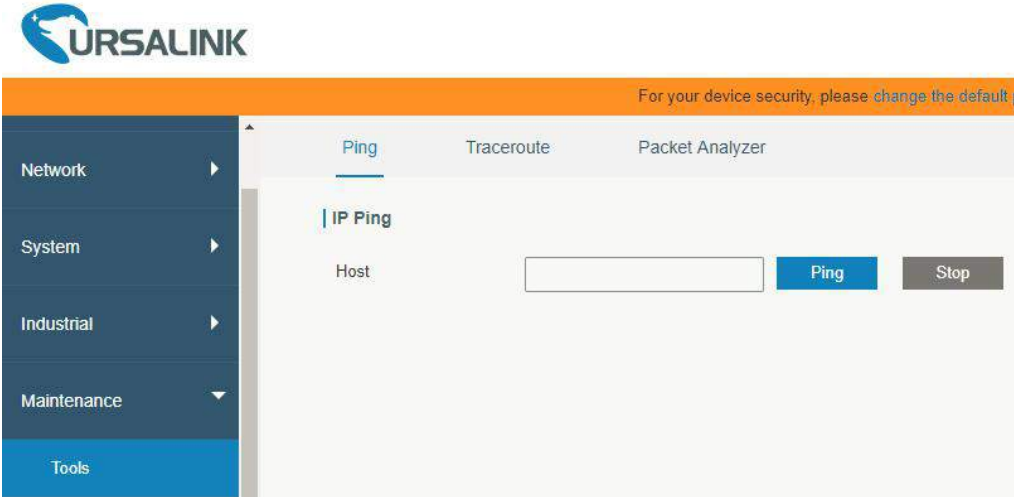 URSALINK
For your device security, please change the default
Network
System
Industrial
Maintenance
Tools
Ping Traceroute Packet Analyzer
IP Ping
Host Ping Stop